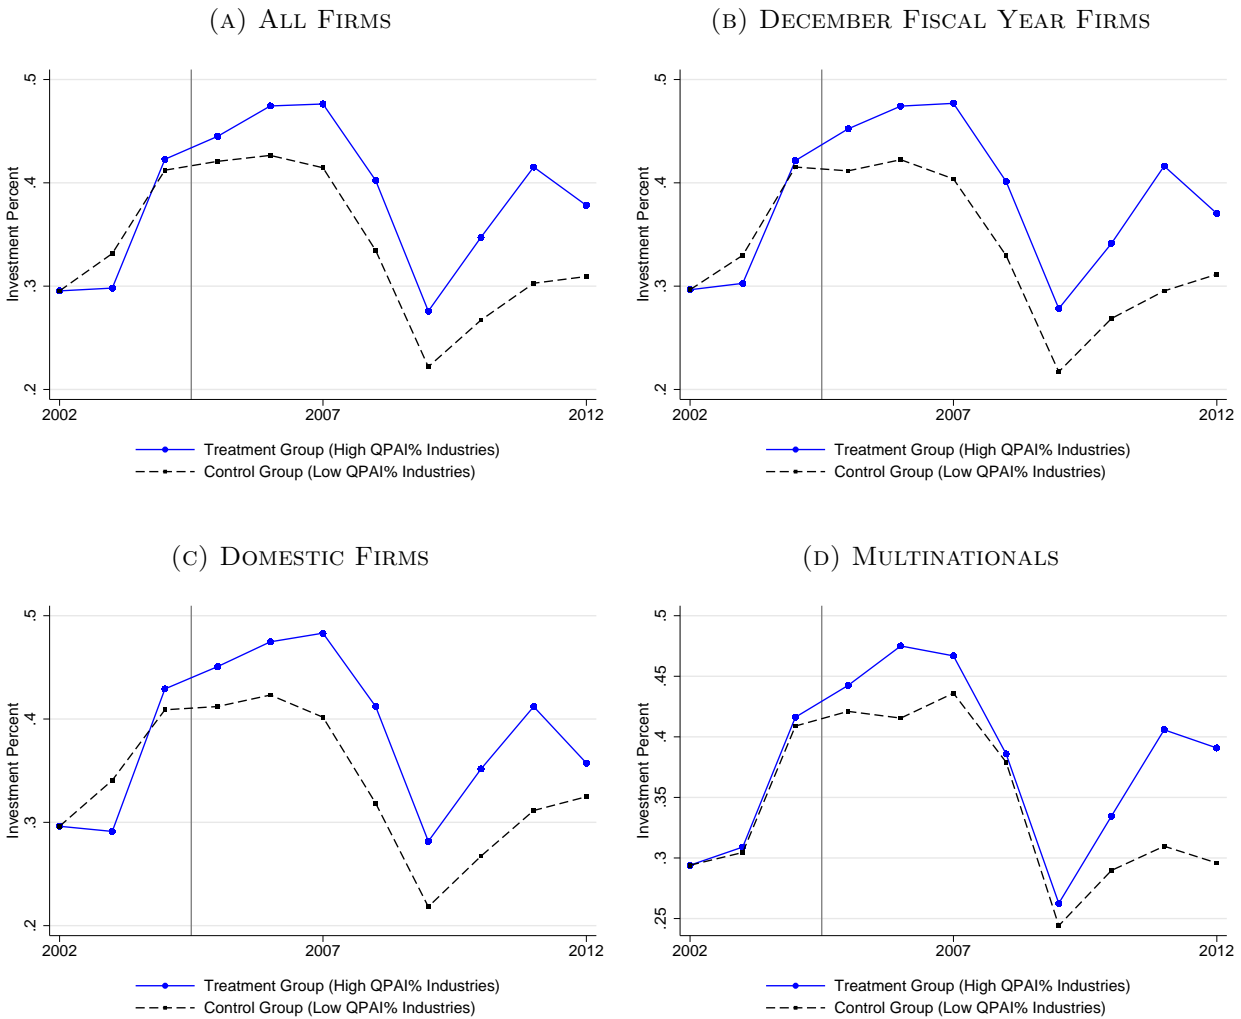 (A) ALL FIRMS
Investment Percent
.5
.4
.3
.2
2002 2007 2012
Treatment Group (High QPAI% Industries)
Control Group (Low QPAI% Industries)
(B) DECEMBER FISCAL YEAR FIRMS
Investment Percent
.5
.4
.3
.2
2002 2007 2012
Treatment Group (High QPAI% Industries)
Control Group (Low QPAI% Industries)
(C) DOMESTIC FIRMS
Investment Percent
.5
.4
.3
.2
2002 2007 2012
Treatment Group (High QPAI% Industries)
Control Group (Low QPAI% Industries)
(D) MULTINATIONALS
Investment Percent
.5
.45
.4
.35
.3
.25
2002 2007 2012
Treatment Group (High QPAI% Industries)
Control Group (Low QPAI% Industries)